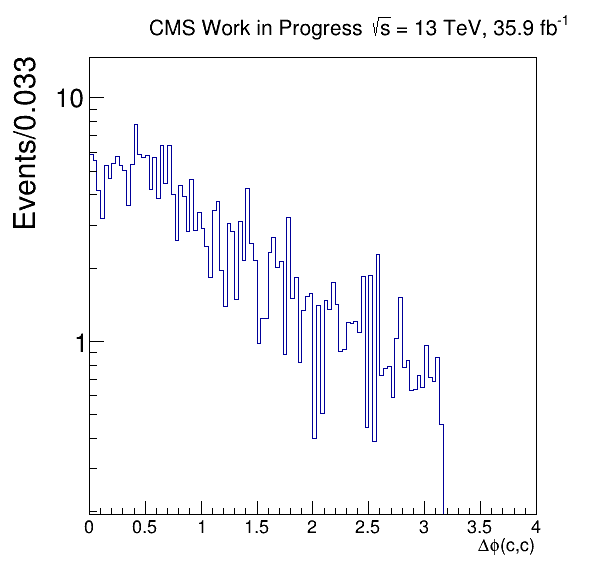 CMS Work in Progress √s = 13 TeV, 35.9 fb⁻¹
Events/0.033
10
1
0 0.5 1 1.5 2 2.5 3 3.5 4
Δϕ(c,c)